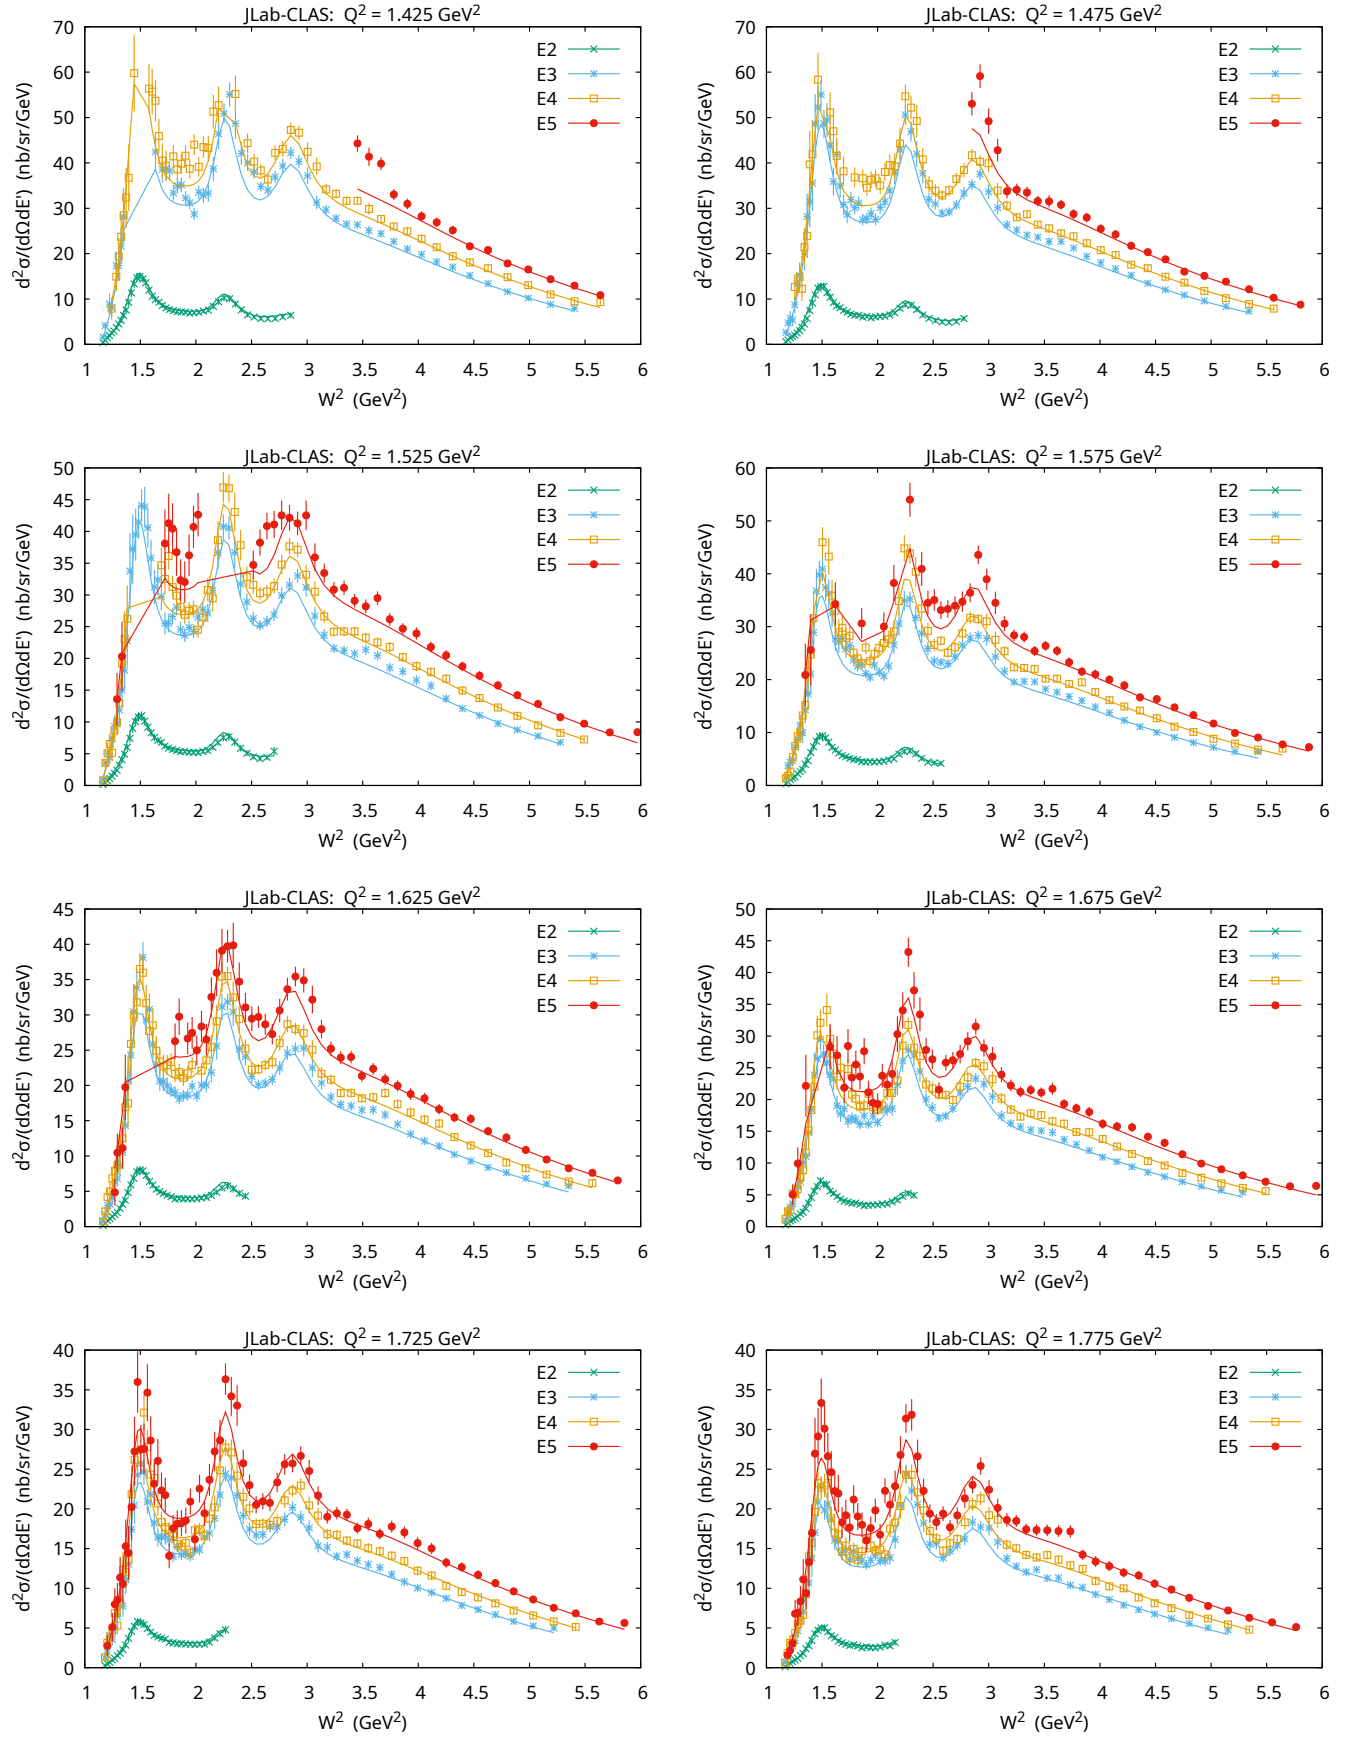 JLab-CLAS: Q² = 1.425 GeV²
70
60
50
40
30
20
10
0
d²σ/(dΩdE') (nb/sr/GeV)
E2
E3
E4
E5
1 1.5 2 2.5 3 3.5 4 4.5 5 5.5 6
W² (GeV²)
JLab-CLAS: Q² = 1.475 GeV²
70
60
50
40
30
20
10
0
d²σ/(dΩdE') (nb/sr/GeV)
E2
E3
E4
E5
1 1.5 2 2.5 3 3.5 4 4.5 5 5.5 6
W² (GeV²)
JLab-CLAS: Q² = 1.525 GeV²
50
45
40
35
30
25
20
15
10
5
0
d²σ/(dΩdE') (nb/sr/GeV)
E2
E3
E4
E5
1 1.5 2 2.5 3 3.5 4 4.5 5 5.5 6
W² (GeV²)
JLab-CLAS: Q² = 1.575 GeV²
60
50
40
30
20
10
0
d²σ/(dΩdE') (nb/sr/GeV)
E2
E3
E4
E5
1 1.5 2 2.5 3 3.5 4 4.5 5 5.5 6
W² (GeV²)
JLab-CLAS: Q² = 1.625 GeV²
45
40
35
30
25
20
15
10
5
0
d²σ/(dΩdE') (nb/sr/GeV)
E2
E3
E4
E5
1 1.5 2 2.5 3 3.5 4 4.5 5 5.5 6
W² (GeV²)
JLab-CLAS: Q² = 1.675 GeV²
50
45
40
35
30
25
20
15
10
5
0
d²σ/(dΩdE') (nb/sr/GeV)
E2
E3
E4
E5
1 1.5 2 2.5 3 3.5 4 4.5 5 5.5 6
W² (GeV²)
JLab-CLAS: Q² = 1.725 GeV²
40
35
30
25
20
15
10
5
0
d²σ/(dΩdE') (nb/sr/GeV)
E2
E3
E4
E5
1 1.5 2 2.5 3 3.5 4 4.5 5 5.5 6
W² (GeV²)
JLab-CLAS: Q² = 1.775 GeV²
40
35
30
25
20
15
10
5
0
d²σ/(dΩdE') (nb/sr/GeV)
E2
E3
E4
E5
1 1.5 2 2.5 3 3.5 4 4.5 5 5.5 6
W² (GeV²)